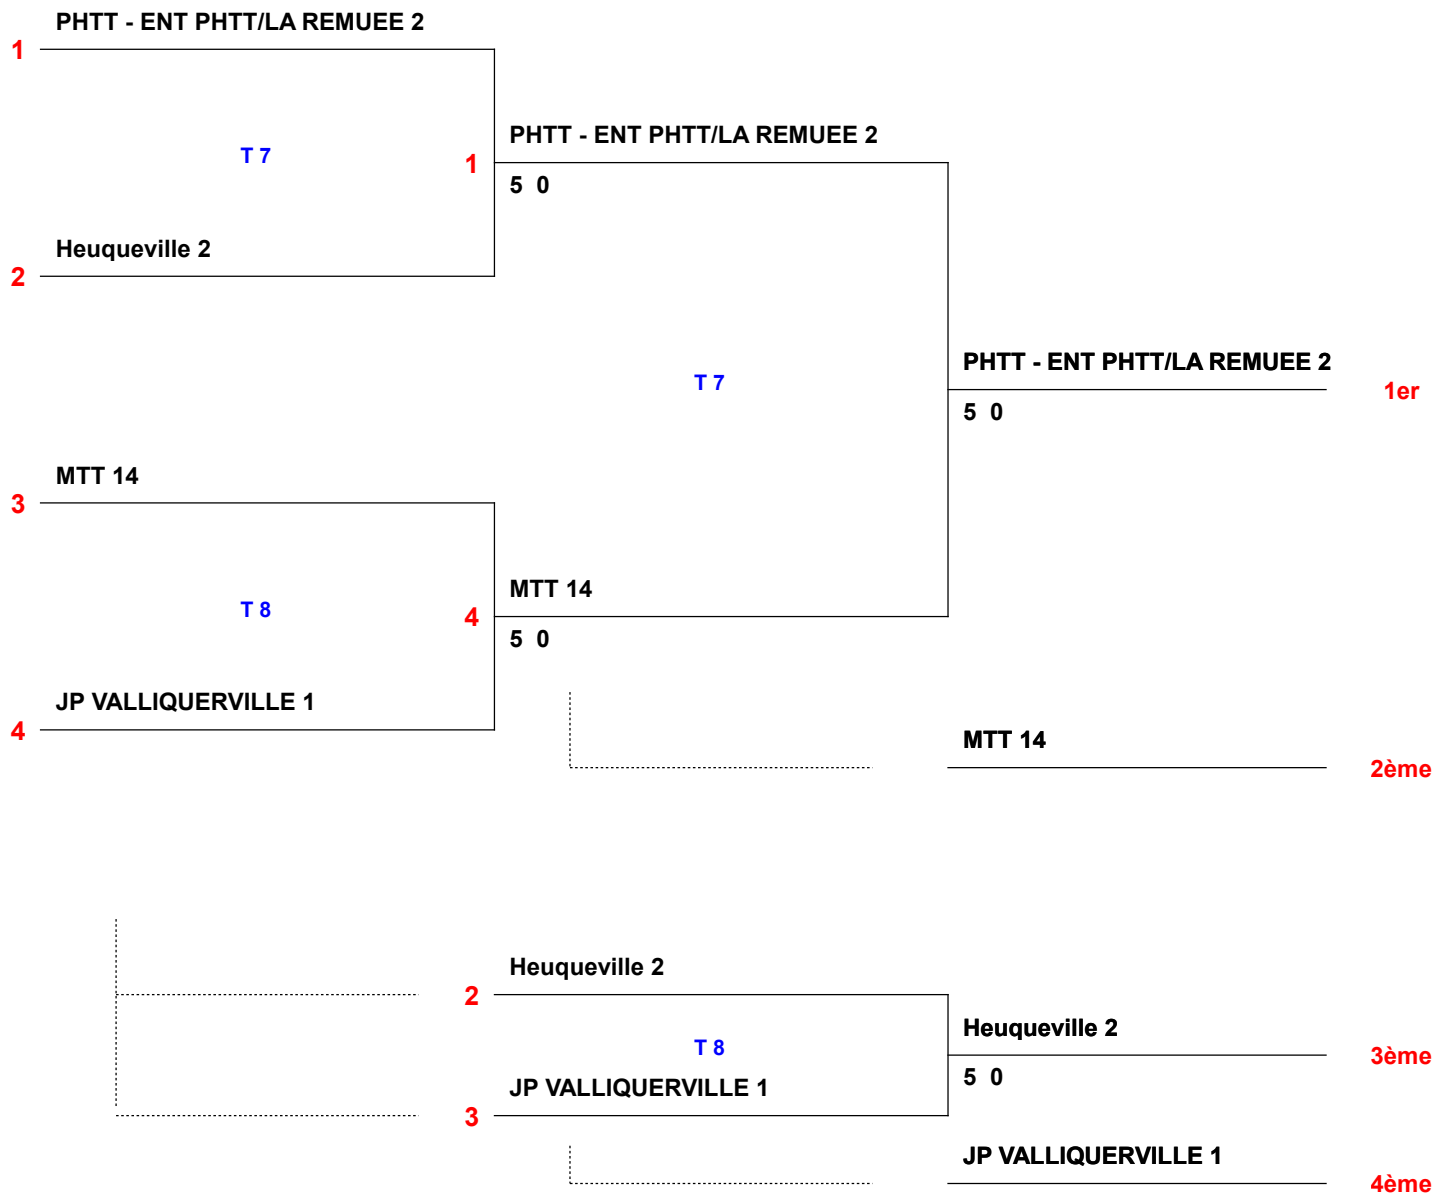 PHTT - ENT PHTT/LA REMUEE 2
1
PHTT - ENT PHTT/LA REMUEE 2
T 7
1
5 0
Heuqueville 2
2
PHTT - ENT PHTT/LA REMUEE 2
T 7
1er
5 0
MTT 14
3
MTT 14
T 8
4
5 0
JP VALLIQUERVILLE 1
4
MTT 14
2ème
Heuqueville 2
2
Heuqueville 2
T 8
3ème
5 0
JP VALLIQUERVILLE 1
3
JP VALLIQUERVILLE 1
4ème